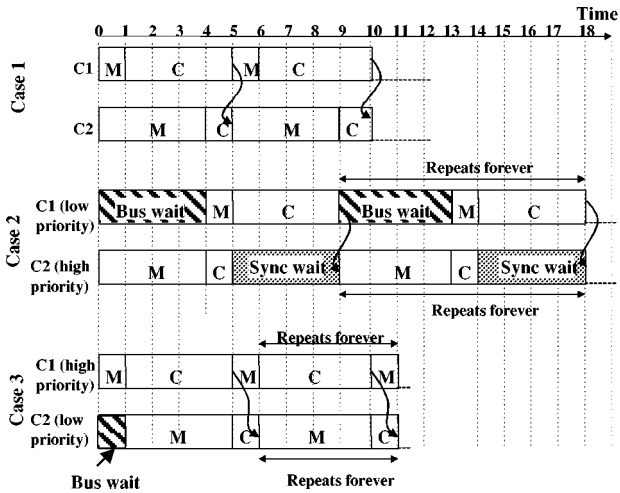 Time
0 1 2 3 4 5 6 7 8 9 10 11 12 13 14 15 16 17 18
Case 1
C1 M C M C
C2 M C M C
Repeats forever
Case 2
C1 (low priority) Bus wait M C Bus wait M C
C2 (high priority) M C Sync wait M C Sync wait
Repeats forever
Repeats forever
Case 3
C1 (high priority) M C M C M
C2 (low priority) M C M C
Repeats forever
Bus wait